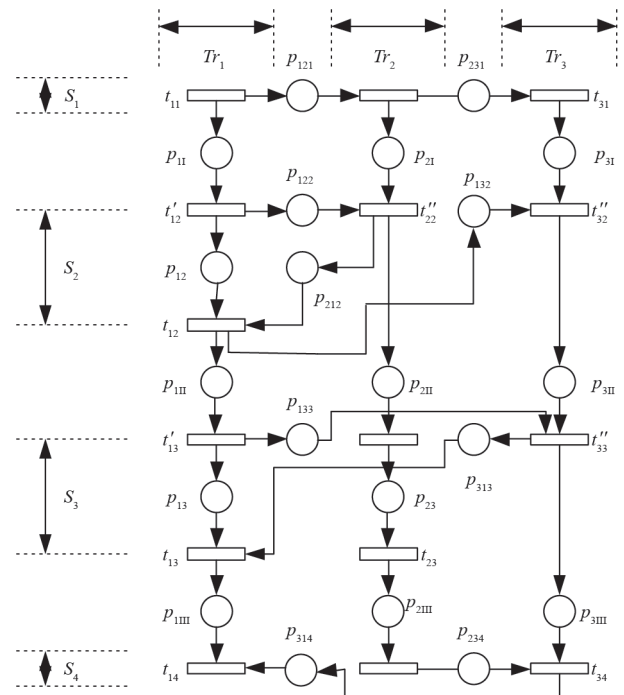 Tr₁ p₁₂₁ Tr₂ p₂₃₁ Tr₃
S₁ t₁₁ t₃₁
p₁I p₂I p₃I
p₁₂₂ p₁₃₂
t′₁₂ t″₂₂ t″₃₂
S₂ p₁₂ p₂₁₂
t₁₂
p₁II p₂II p₃II
p₁₃₃
t′₁₃ t″₃₃
p₃₁₃
S₃ p₁₃ p₂₃
t₁₃ t₂₃
p₁III p₂III p₃III
p₃₁₄ p₂₃₄
S₄ t₁₄ t₃₄